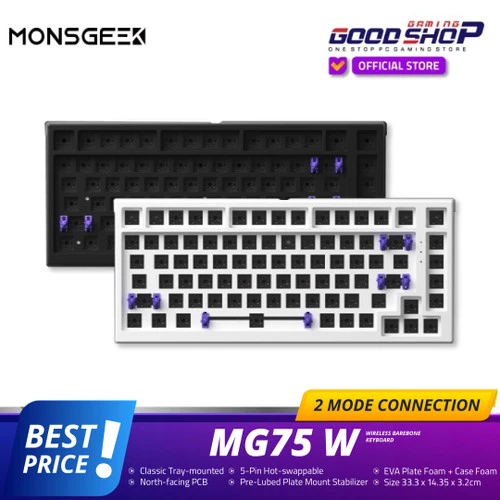 MONSGEEK
GAMING
GOOD SHOP
ONE STOP PC GAMING STORE
OFFICIAL STORE
2 MODE CONNECTION
BEST
PRICE!
MG75 W
WIRELESS BAREBONE
KEYBOARD
• Classic Tray-mounted
• North-facing PCB
• 5-Pin Hot-swappable
• Pre-Lubed Plate Mount Stabilizer
• EVA Plate Foam + Case Foam
• Size 33.3 x 14.35 x 3.2cm